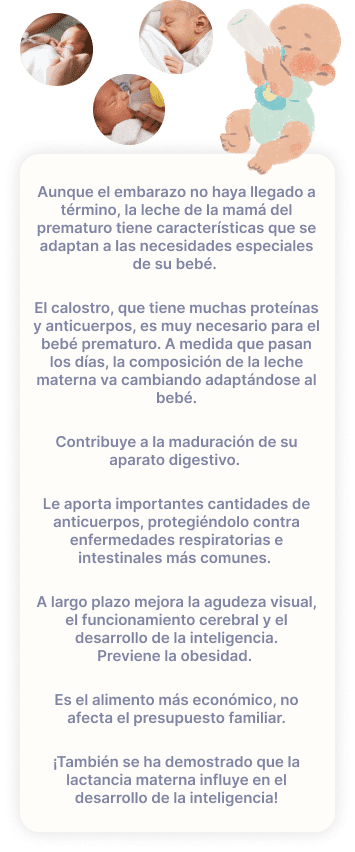 Aunque el embarazo no haya llegado a
término, la leche de la mamá del
prematuro tiene características que se
adaptan a las necesidades especiales
de su bebé.
El calostro, que tiene muchas proteínas
y anticuerpos, es muy necesario para el
bebé prematuro. A medida que pasan
los días, la composición de la leche
materna va cambiando adaptándose al
bebé.
Contribuye a la maduración de su
aparato digestivo.
Le aporta importantes cantidades de
anticuerpos, protegiéndolo contra
enfermedades respiratorias e
intestinales más comunes.
A largo plazo mejora la agudeza visual,
el funcionamiento cerebral y el
desarrollo de la inteligencia.
Previene la obesidad.
Es el alimento más económico, no
afecta el presupuesto familiar.
¡También se ha demostrado que la
lactancia materna influye en el
desarrollo de la inteligencia!